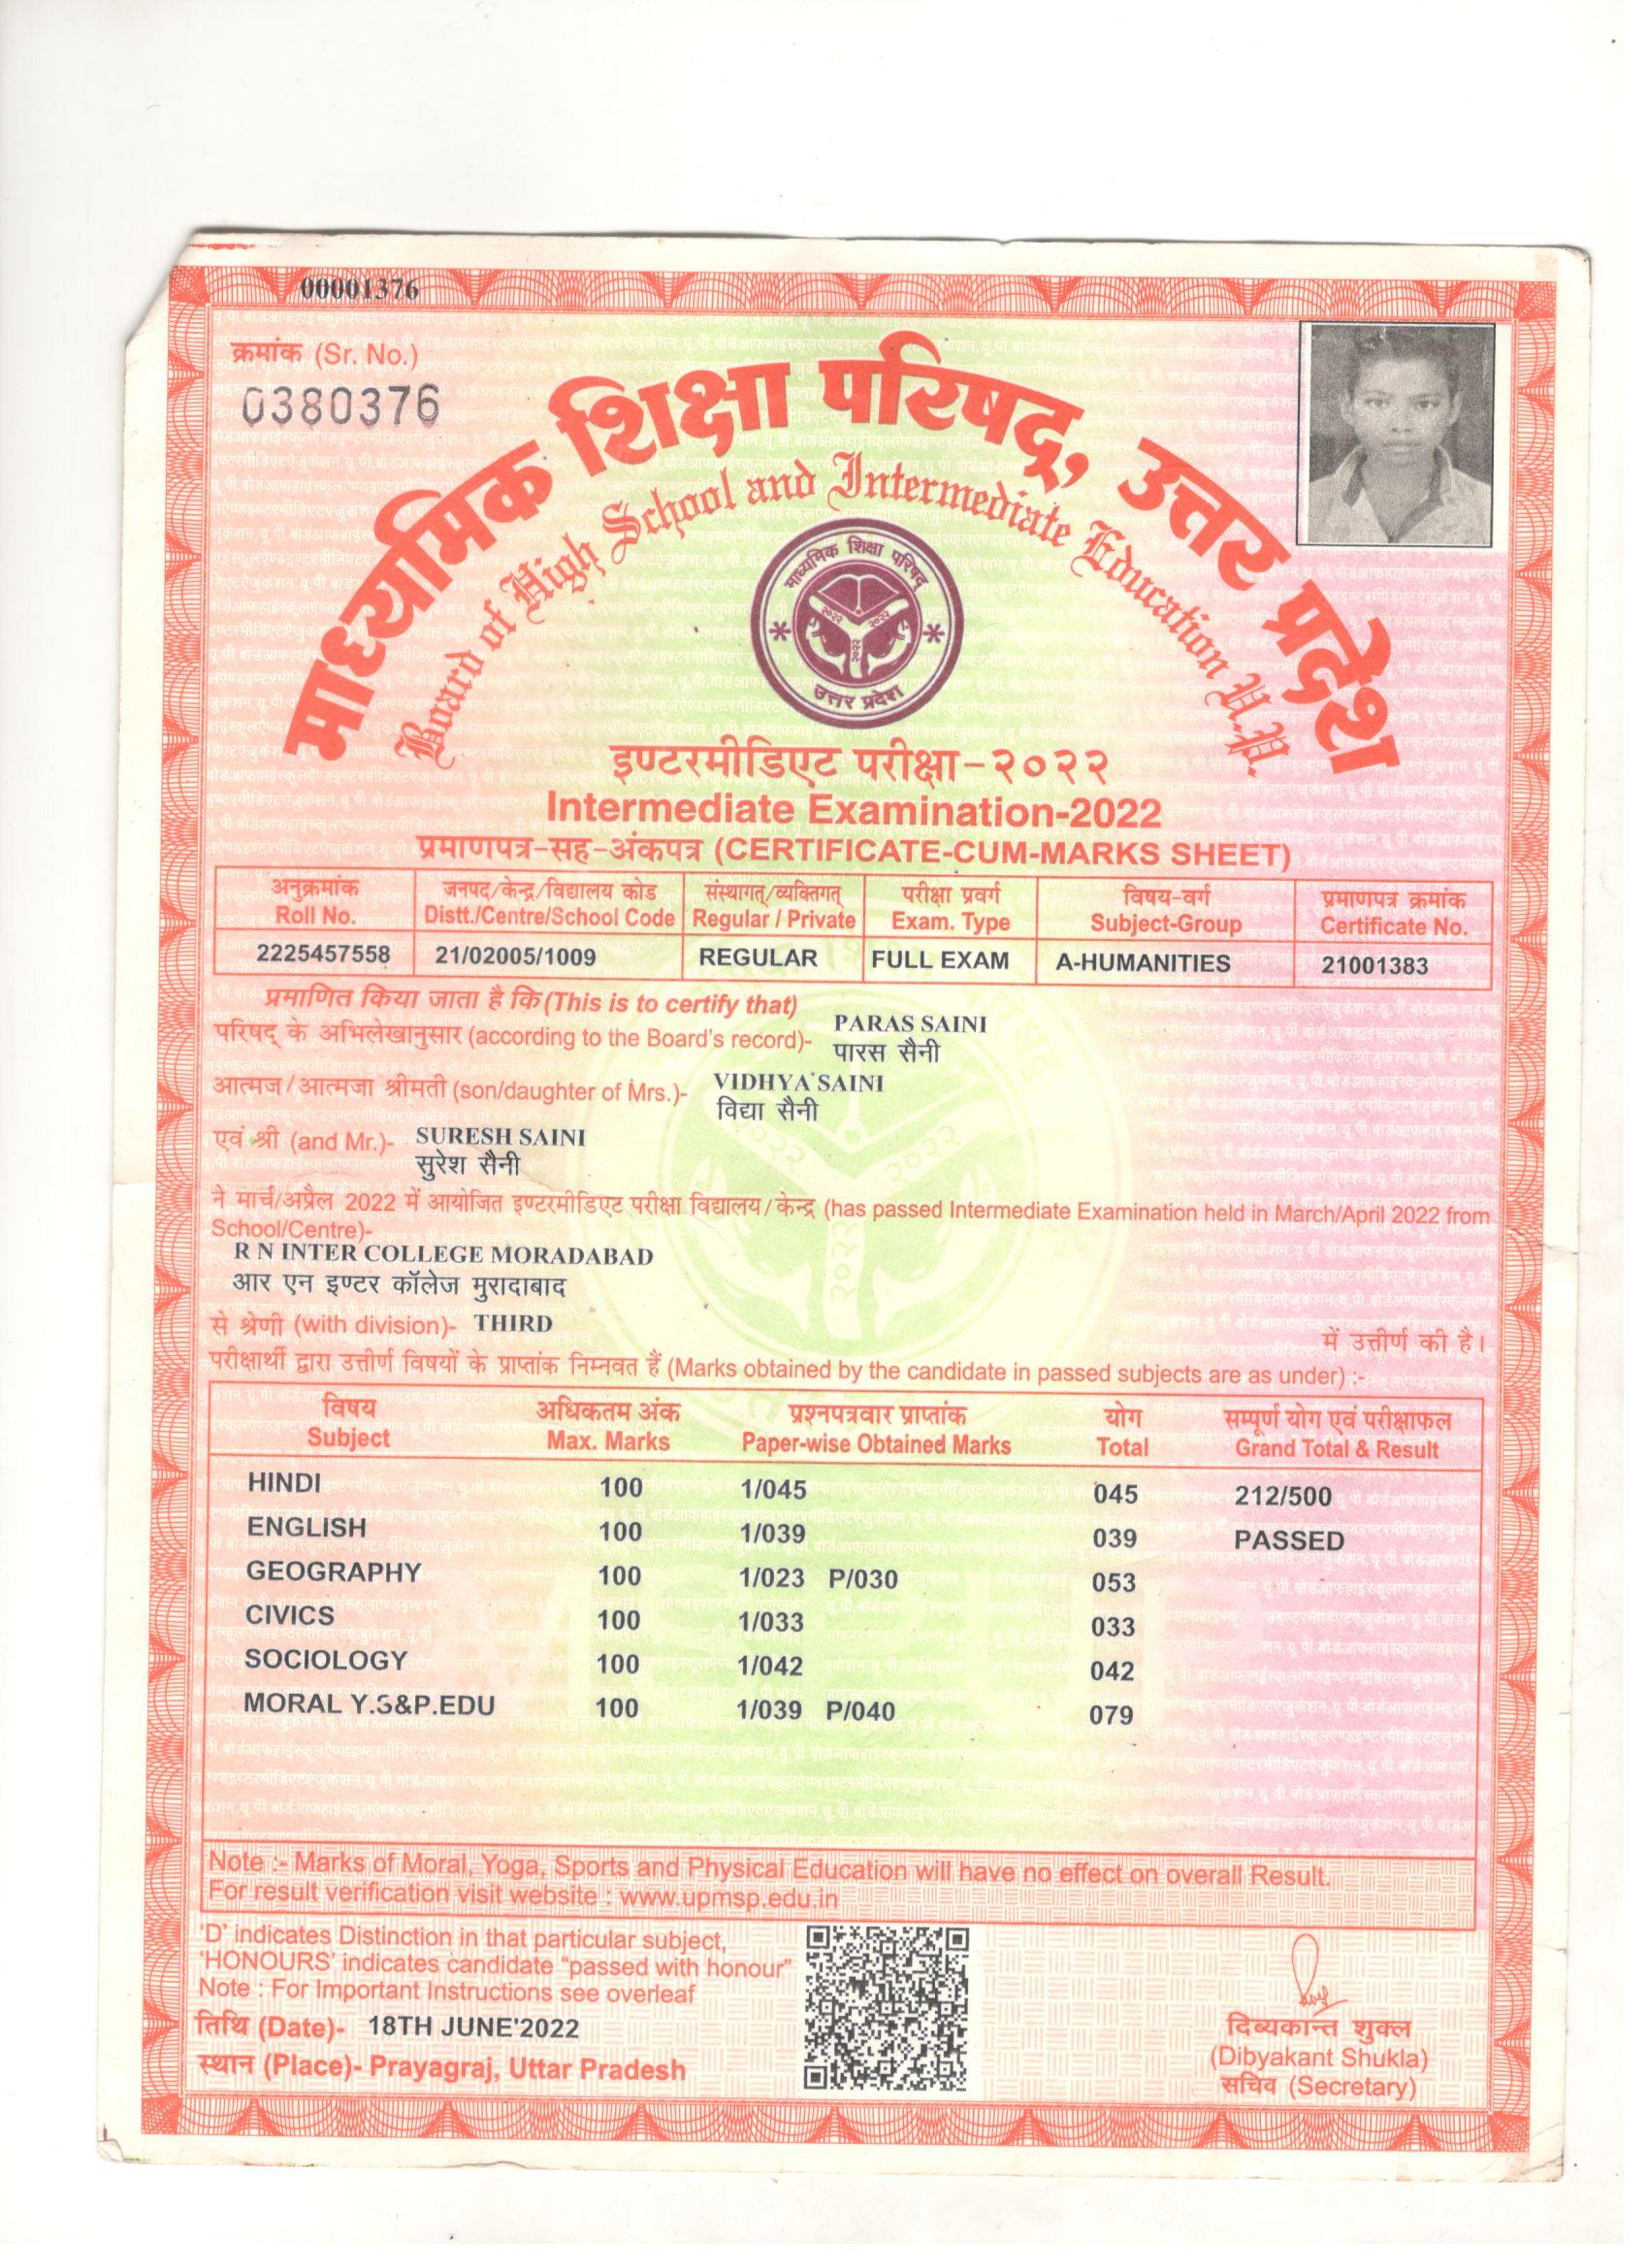 00001376
क्रमांक (Sr. No.)
0380376
माध्यमिक शिक्षा परिषद्, उत्तर प्रदेश
Board of High School and Intermediate Education U.P.
माध्यमिक शिक्षा परिषद्
२०२२ २०२२
२०२२
उत्तर प्रदेश
इण्टरमीडिएट परीक्षा-२०२२
Intermediate Examination-2022
प्रमाणपत्र-सह-अंकपत्र (CERTIFICATE-CUM-MARKS SHEET)
अनुक्रमांक जनपद/केन्द्र/विद्यालय कोड संस्थागत्/व्यक्तिगत् परीक्षा प्रवर्ग विषय-वर्ग प्रमाणपत्र क्रमांक
Roll No. Distt./Centre/School Code Regular / Private Exam. Type Subject-Group Certificate No.
2225457558 21/02005/1009 REGULAR FULL EXAM A-HUMANITIES 21001383
प्रमाणित किया जाता है कि (This is to certify that)
परिषद् के अभिलेखानुसार (according to the Board's record)- PARAS SAINI
पारस सैनी
आत्मज/आत्मजा श्रीमती (son/daughter of Mrs.)- VIDHYA SAINI
विद्या सैनी
एवं श्री (and Mr.)- SURESH SAINI
सुरेश सैनी
ने मार्च/अप्रैल 2022 में आयोजित इण्टरमीडिएट परीक्षा विद्यालय/केन्द्र (has passed Intermediate Examination held in March/April 2022 from
School/Centre)-
R N INTER COLLEGE MORADABAD
आर एन इण्टर कॉलेज मुरादाबाद
से श्रेणी (with division)- THIRD में उत्तीर्ण की है।
परीक्षार्थी द्वारा उत्तीर्ण विषयों के प्राप्तांक निम्नवत हैं (Marks obtained by the candidate in passed subjects are as under) :-
विषय अधिकतम अंक प्रश्नपत्रवार प्राप्तांक योग सम्पूर्ण योग एवं परीक्षाफल
Subject Max. Marks Paper-wise Obtained Marks Total Grand Total & Result
HINDI 100 1/045 045 212/500
ENGLISH 100 1/039 039 PASSED
GEOGRAPHY 100 1/023 P/030 053
CIVICS 100 1/033 033
SOCIOLOGY 100 1/042 042
MORAL Y.S&P.EDU 100 1/039 P/040 079
Note :- Marks of Moral, Yoga, Sports and Physical Education will have no effect on overall Result.
For result verification visit website : www.upmsp.edu.in
'D' indicates Distinction in that particular subject,
'HONOURS' indicates candidate "passed with honour"
Note : For Important Instructions see overleaf
तिथि (Date)- 18TH JUNE'2022
स्थान (Place)- Prayagraj, Uttar Pradesh
दिब्यकान्त शुक्ल
(Dibyakant Shukla)
सचिव (Secretary)